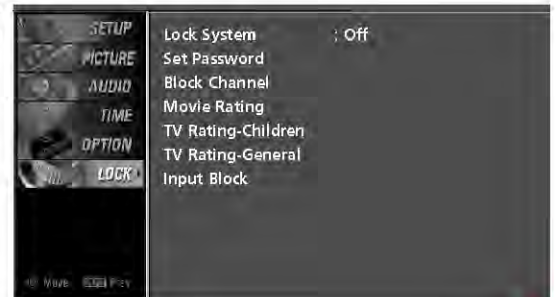 SETUP
PICTURE
AUDIO
TIME
OPTION
LOCK
Lock System : Off
Set Password
Block Channel
Movie Rating
TV Rating-Children
TV Rating-General
Input Block
Move Prev